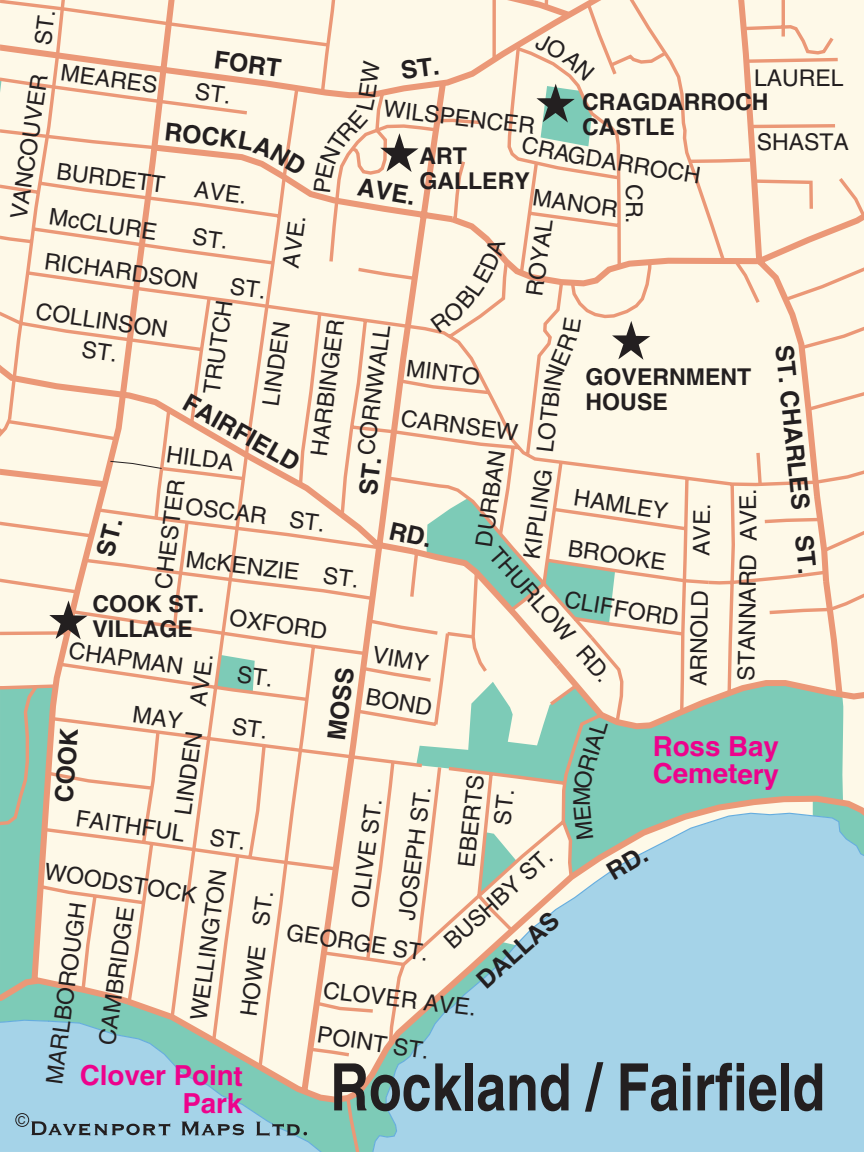 ST.
FORT
ST.
JOAN
MEARES
ST.
VANCOUVER
PENTRELEW
WILSPENCER
CRAGDARROCH
CASTLE
LAUREL
SHASTA
ROCKLAND
AVE.
ART
GALLERY
CRAGDARROCH
CR.
MANOR
ROYAL
BURDETT
AVE.
McCLURE
ST.
AVE.
RICHARDSON
ST.
ROBLEDA
COLLINSON
ST.
TRUTCH
LINDEN
HARBINGER
CORNWALL
ST.
MINTO
LOTBINIERE
GOVERNMENT
HOUSE
ST. CHARLES
ST.
CARNSEW
FAIRFIELD
RD.
HILDA
CHESTER
OSCAR
ST.
DURBAN
KIPLING
HAMLEY
AVE.
AVE.
ST.
McKENZIE
ST.
BROOKE
THURLOW RD.
CLIFFORD
ARNOLD
STANNARD
COOK ST.
VILLAGE
OXFORD
CHAPMAN
ST.
AVE.
VIMY
BOND
MOSS
MAY
ST.
LINDEN
COOK
MEMORIAL
Ross Bay
Cemetery
FAITHFUL
ST.
OLIVE ST.
JOSEPH ST.
EBERTS
ST.
WOODSTOCK
WELLINGTON
HOWE
ST.
BUSHBY ST.
DALLAS
RD.
MARLBOROUGH
CAMBRIDGE
GEORGE ST.
CLOVER AVE.
POINT ST.
Clover Point
Park
Rockland / Fairfield
©DAVENPORT MAPS LTD.